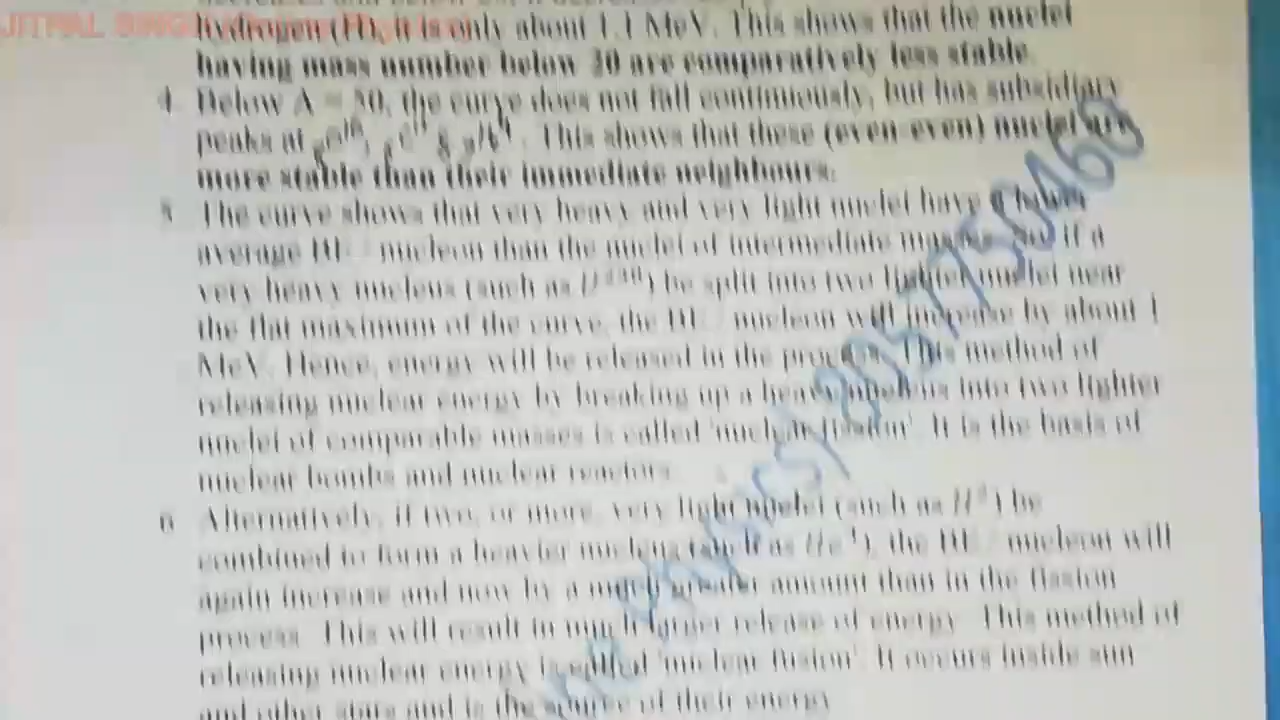 hydrogen (H), it is only about 1.1 MeV. This shows that the nuclei
having mass number below 20 are comparatively less stable.
4. Below A = 50, the curve does not fall continuously, but has subsidiary
peaks at ₈O¹⁶, ₆C¹² & ₂He⁴. This shows that these (even-even) nuclei are
more stable than their immediate neighbours.
5. The curve shows that very heavy and very light nuclei have a lower
average BE / nucleon than the nuclei of intermediate masses. So, if a
very heavy nucleus (such as U²³⁸) be split into two lighter nuclei near
the flat maximum of the curve, the BE / nucleon will increase by about 1
MeV. Hence, energy will be released in the process. This method of
releasing nuclear energy by breaking up a heavy nucleus into two lighter
nuclei of comparable masses is called 'nuclear fission'. It is the basis of
nuclear bombs and nuclear reactors.
6. Alternatively, if two, or more, very light nuclei (such as H²) be
combined to form a heavier nucleus (such as He⁴), the BE / nucleon will
again increase and now by a much greater amount than in the fission
process. This will result in much larger release of energy. This method of
releasing nuclear energy is called 'nuclear fusion'. It occurs inside sun
and other stars and is the source of their energy
physics) 8057750460